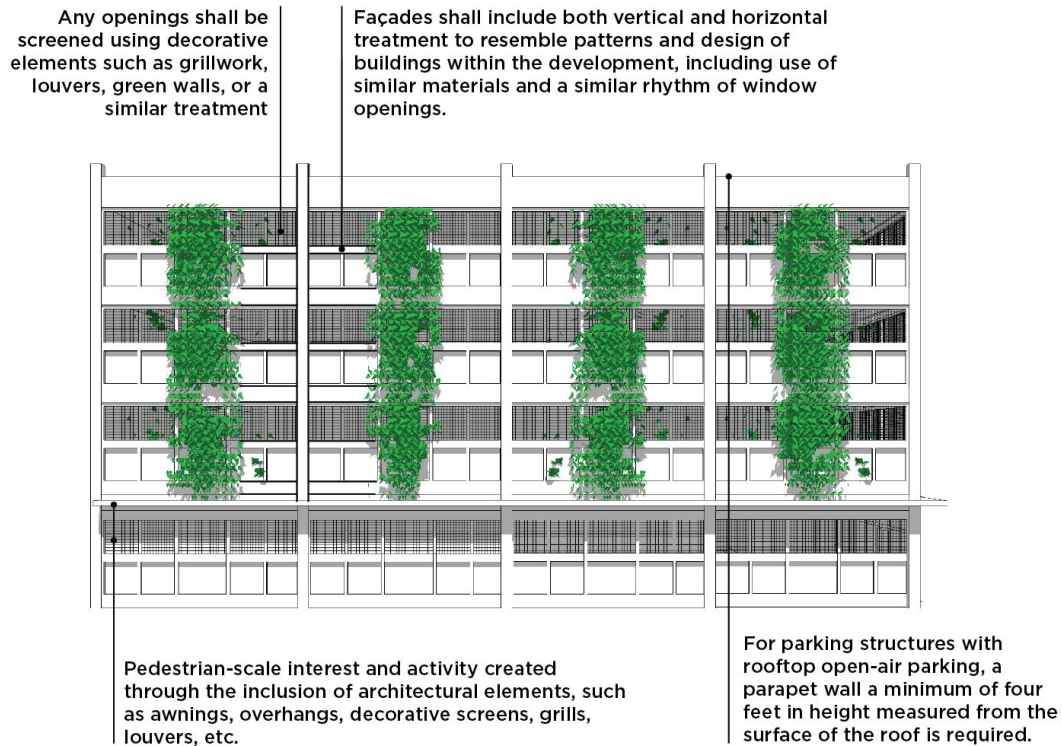 Any openings shall be
screened using decorative
elements such as grillwork,
louvers, green walls, or a
similar treatment
Façades shall include both vertical and horizontal
treatment to resemble patterns and design of
buildings within the development, including use of
similar materials and a similar rhythm of window
openings.
Pedestrian-scale interest and activity created
through the inclusion of architectural elements, such
as awnings, overhangs, decorative screens, grills,
louvers, etc.
For parking structures with
rooftop open-air parking, a
parapet wall a minimum of four
feet in height measured from the
surface of the roof is required.